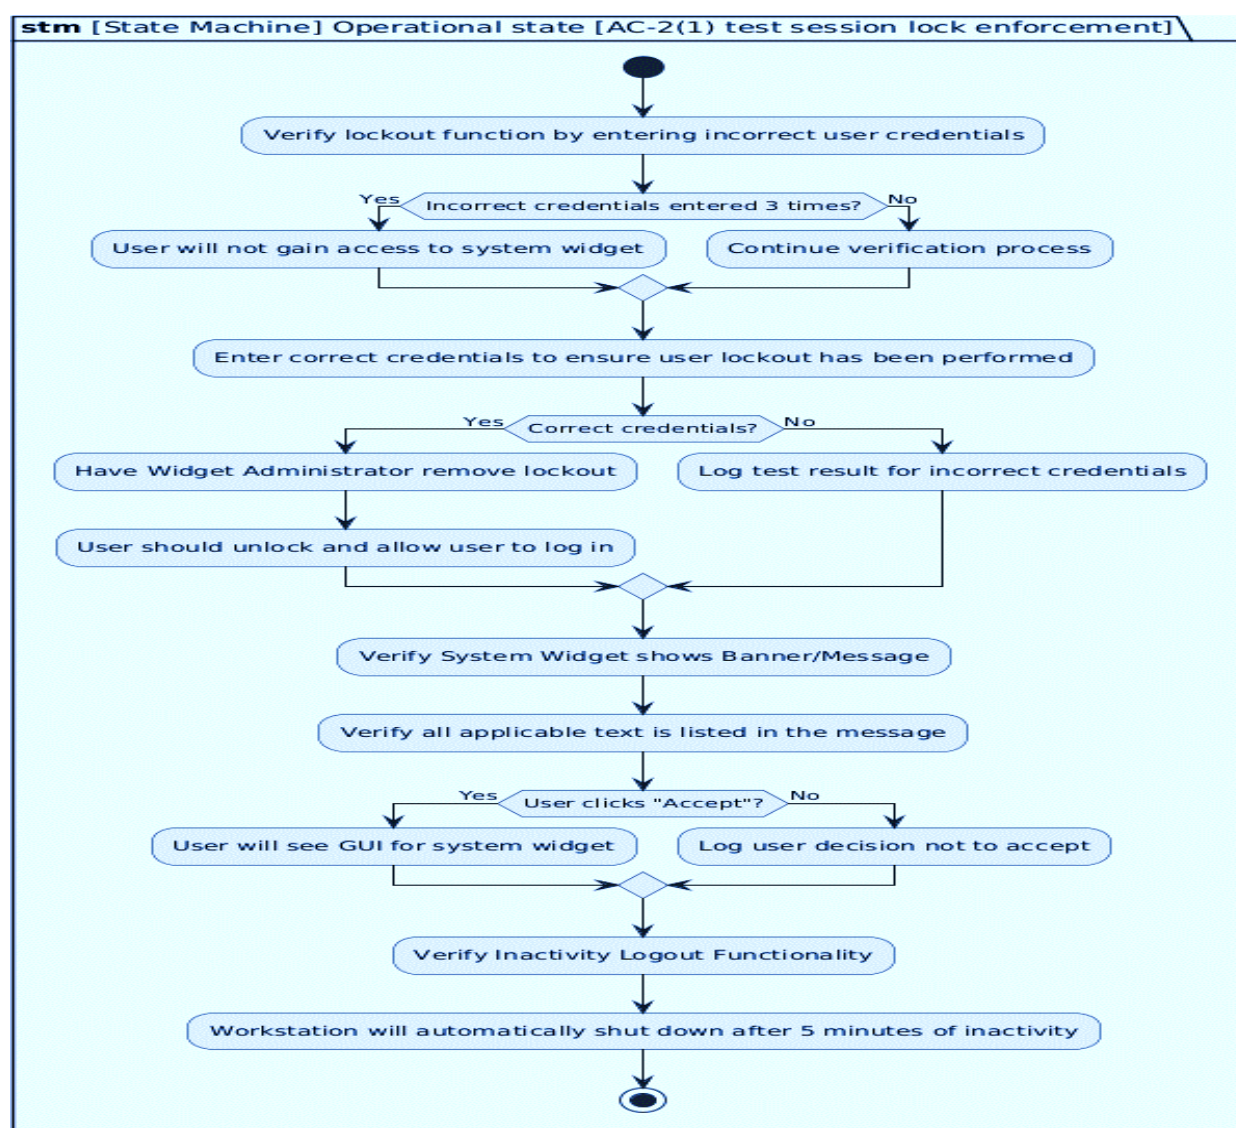 stm [State Machine] Operational state [AC-2(1) test session lock enforcement]
Verify lockout function by entering incorrect user credentials
Yes
Incorrect credentials entered 3 times?
No
User will not gain access to system widget
Continue verification process
Enter correct credentials to ensure user lockout has been performed
Yes
Correct credentials?
No
Have Widget Administrator remove lockout
Log test result for incorrect credentials
User should unlock and allow user to log in
Verify System Widget shows Banner/Message
Verify all applicable text is listed in the message
Yes
User clicks "Accept"?
No
User will see GUI for system widget
Log user decision not to accept
Verify Inactivity Logout Functionality
Workstation will automatically shut down after 5 minutes of inactivity